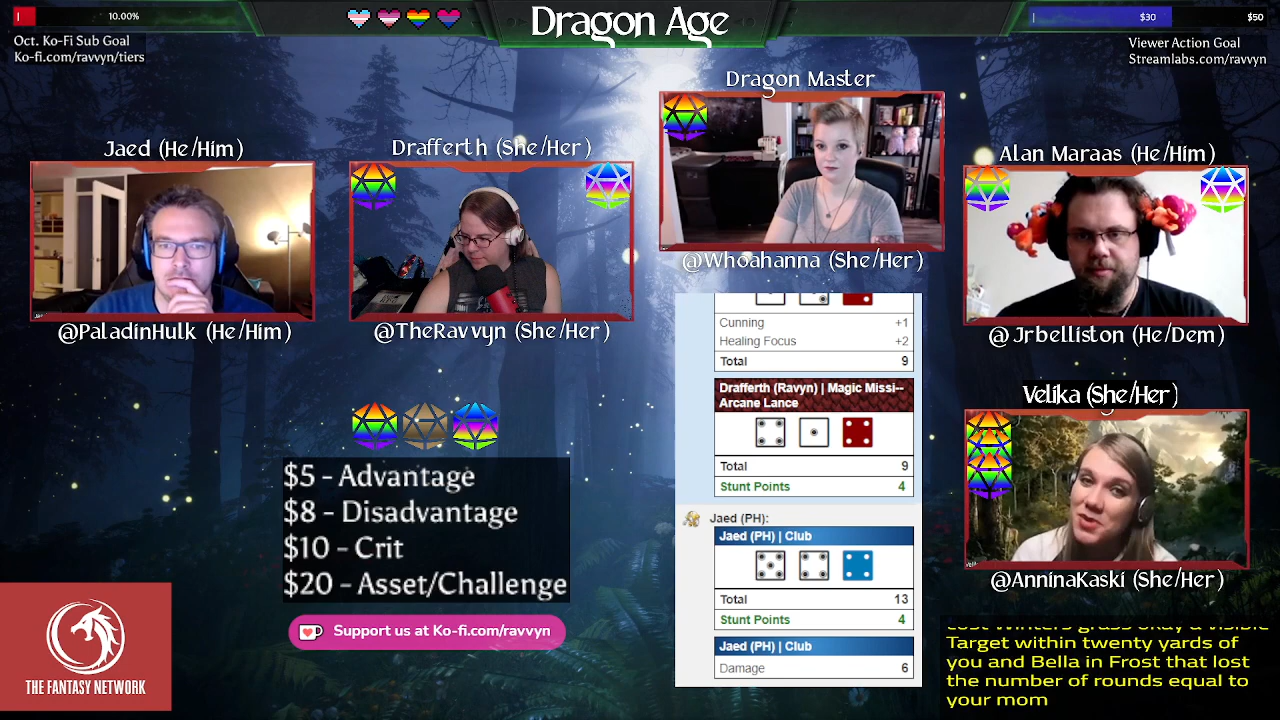 10.00%
Dragon Age
$30
$50
Oct. Ko-Fi Sub Goal
Ko-fi.com/ravvyn/tiers
Viewer Action Goal
Streamlabs.com/ravvyn
Dragon Master
Jaed (He/Him)
Drafferth (She/Her)
Alan Maraas (He/Him)
@Whoahanna (She/Her)
@PaladinHulk (He/Him)
@TheRavvyn (She/Her)
@Jrbelliston (He/Dem)
Cunning +1
Healing Focus +2
Total 9
Drafferth (Ravyn) | Magic Missi--
Arcane Lance
Total 9
Stunt Points 4
Velika (She/Her)
@AnninaKaski (She/Her)
$5 - Advantage
$8 - Disadvantage
$10 - Crit
$20 - Asset/Challenge
Support us at Ko-fi.com/ravvyn
Jaed (PH):
Jaed (PH) | Club
Total 13
Stunt Points 4
Jaed (PH) | Club
Damage 6
THE FANTASY NETWORK
cost winters grass okay a visible
Target within twenty yards of
you and Bella in Frost that lost
the number of rounds equal to
your mom